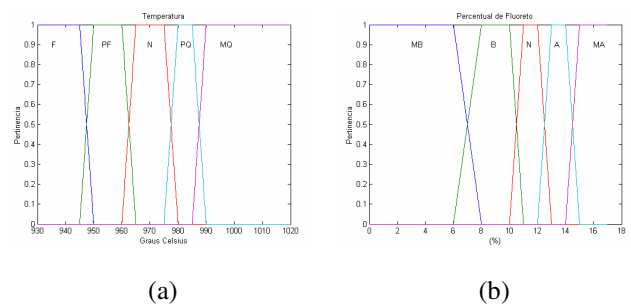 Temperatura
Pertinencia
1
0.9
0.8
0.7
0.6
0.5
0.4
0.3
0.2
0.1
0
F PF N PQ MQ
930 940 950 960 970 980 990 1000 1010 1020
Graus Celsius
(a)
Percentual de Fluoreto
Pertinencia
1
0.9
0.8
0.7
0.6
0.5
0.4
0.3
0.2
0.1
0
MB B N A MA
0 2 4 6 8 10 12 14 16 18
(%)
(b)